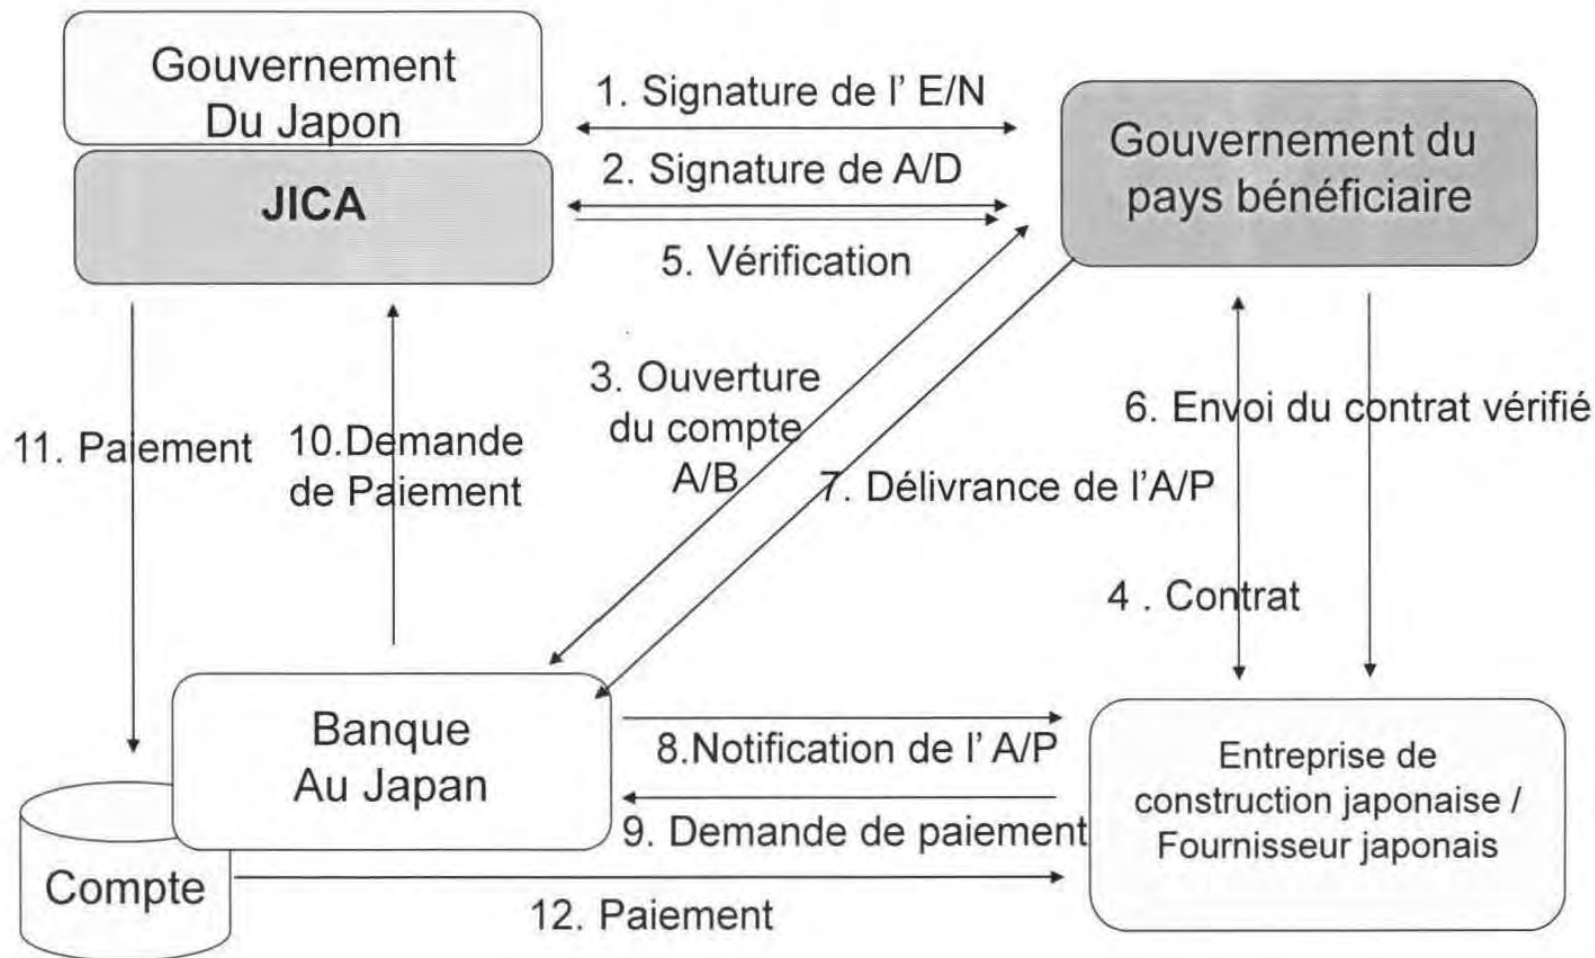 Gouvernement
Du Japon
JICA
1. Signature de l' E/N
2. Signature de A/D
5. Vérification
Gouvernement du
pays bénéficiaire
3. Ouverture
du compte
A/B
6. Envoi du contrat vérifié
11. Paiement
10.Demande
de Paiement
7. Délivrance de l'A/P
4 . Contrat
Banque
Au Japan
8.Notification de l' A/P
9. Demande de paiement
Entreprise de
construction japonaise /
Fournisseur japonais
Compte
12. Paiement